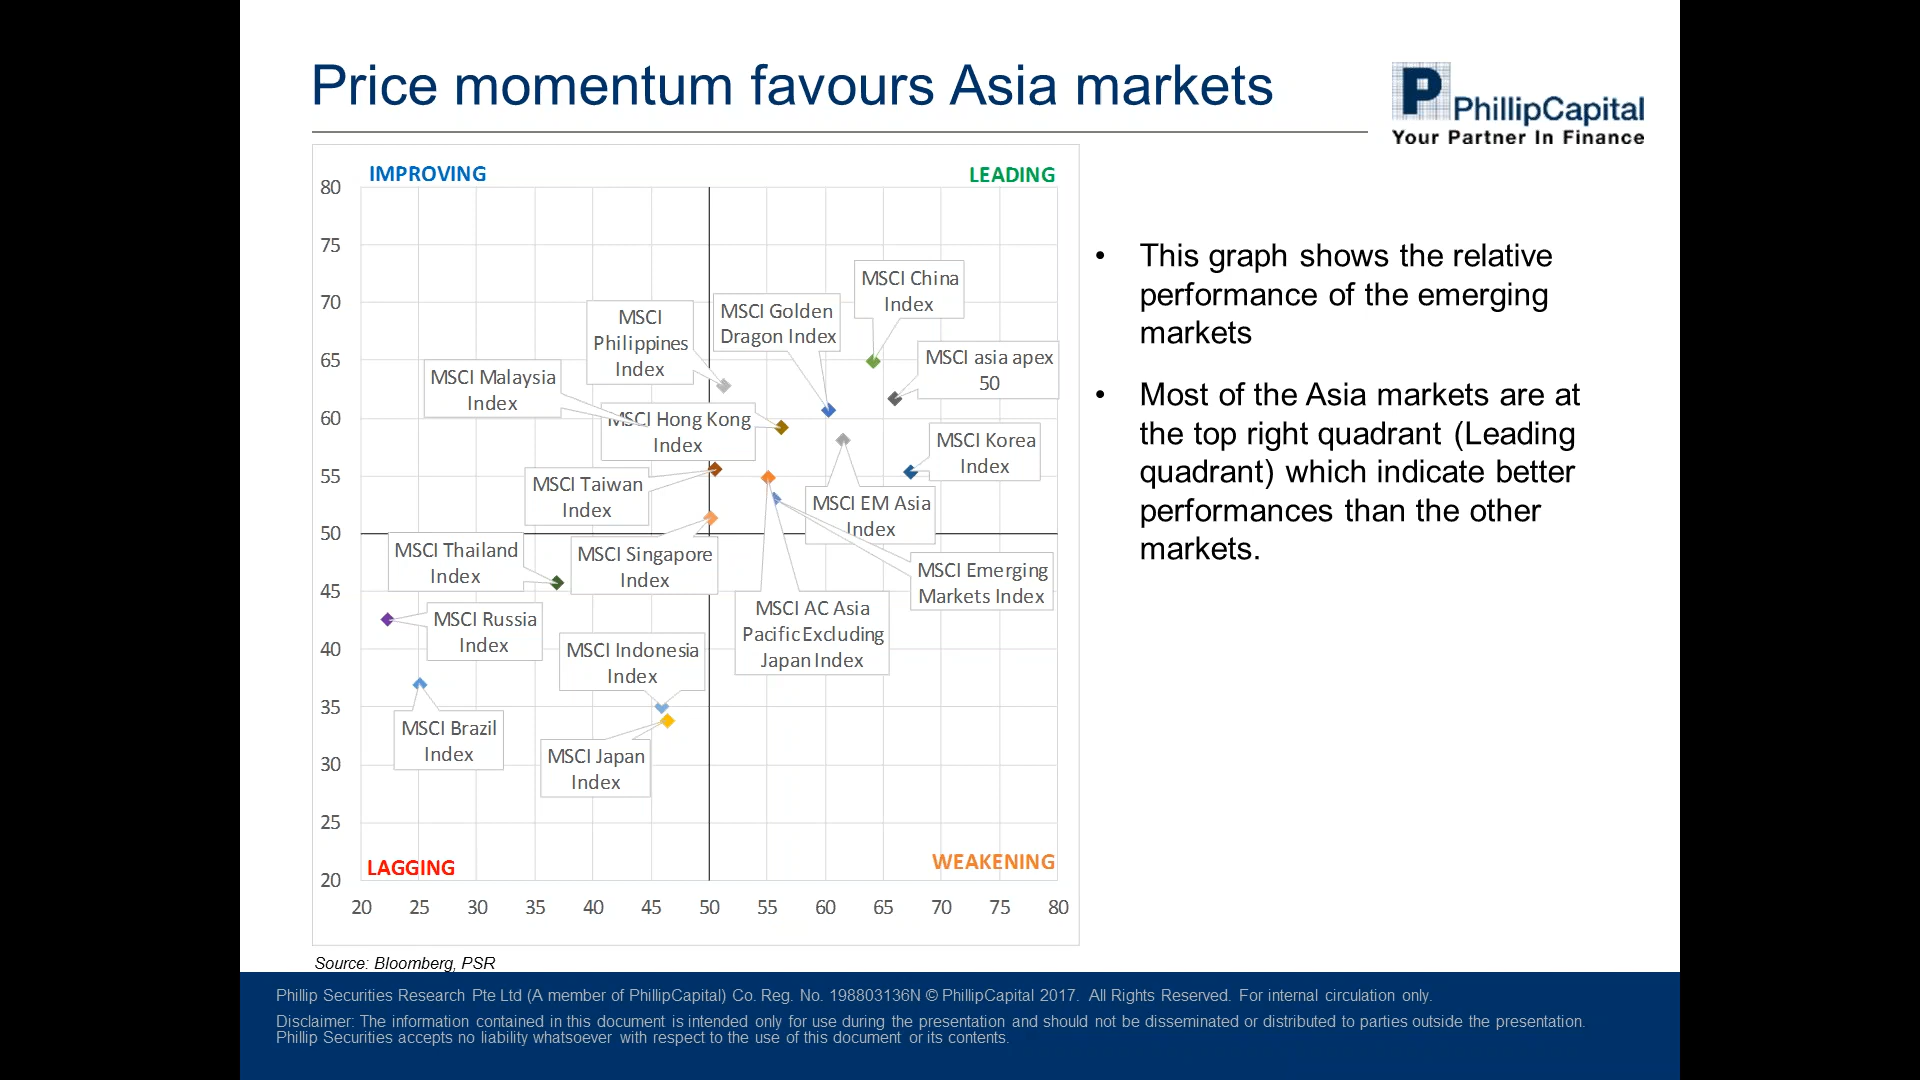 Price momentum favours Asia markets
P PhillipCapital
Your Partner In Finance
IMPROVING
LEADING
80
75
70
65
60
55
50
45
40
35
30
25
20
20 25 30 35 40 45 50 55 60 65 70 75 80
MSCI China
Index
MSCI Golden
Dragon Index
MSCI
Philippines
Index
MSCI asia apex
50
MSCI Malaysia
Index
MSCI Hong Kong
Index
MSCI Korea
Index
MSCI Taiwan
Index
MSCI EM Asia
Index
MSCI Thailand
Index
MSCI Singapore
Index
MSCI Emerging
Markets Index
MSCI AC Asia
Pacific Excluding
Japan Index
MSCI Russia
Index
MSCI Indonesia
Index
MSCI Brazil
Index
MSCI Japan
Index
LAGGING
WEAKENING
• This graph shows the relative
performance of the emerging
markets
• Most of the Asia markets are at
the top right quadrant (Leading
quadrant) which indicate better
performances than the other
markets.
Source: Bloomberg, PSR
Phillip Securities Research Pte Ltd (A member of PhillipCapital) Co. Reg. No. 198803136N © PhillipCapital 2017. All Rights Reserved. For internal circulation only.
Disclaimer: The information contained in this document is intended only for use during the presentation and should not be disseminated or distributed to parties outside the presentation.
Phillip Securities accepts no liability whatsoever with respect to the use of this document or its contents.